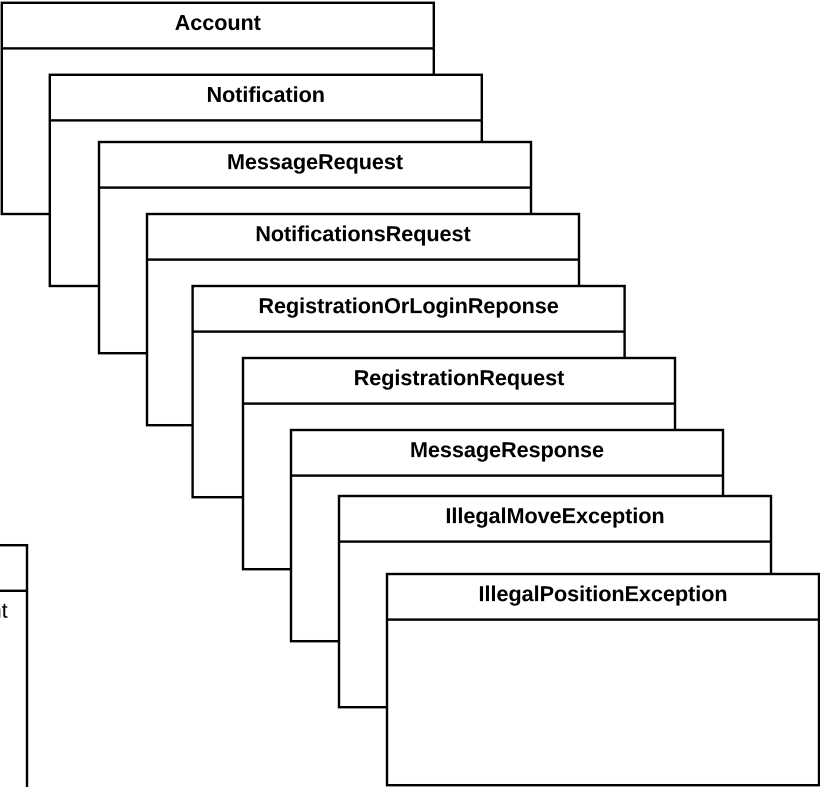 Account
Notification
MessageRequest
NotificationsRequest
RegistrationOrLoginReponse
RegistrationRequest
MessageResponse
IllegalMoveException
IllegalPositionException